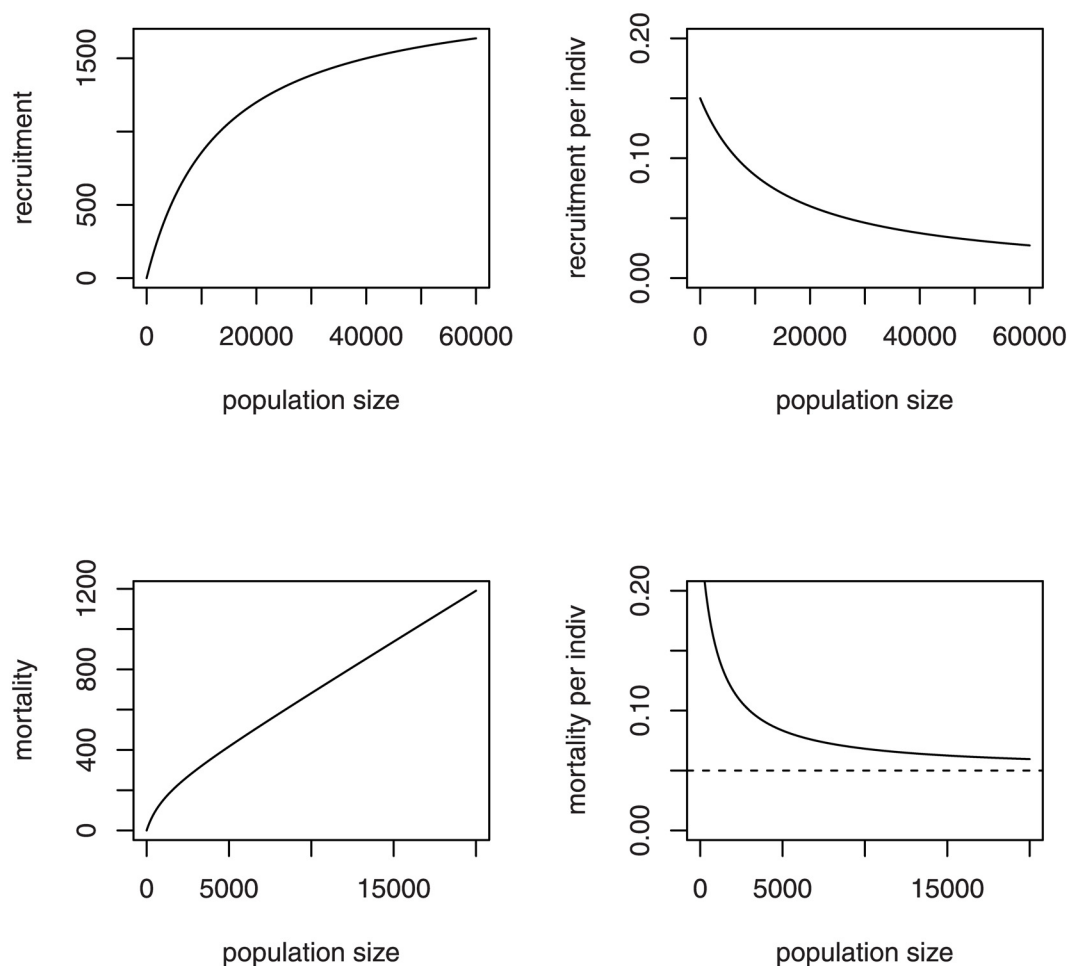 recruitment
1500
500
0
0 20000 40000 60000
population size
recruitment per indiv
0.20
0.10
0.00
0 20000 40000 60000
population size
mortality
1200
800
400
0
0 5000 15000
population size
mortality per indiv
0.20
0.10
0.00
0 5000 15000
population size